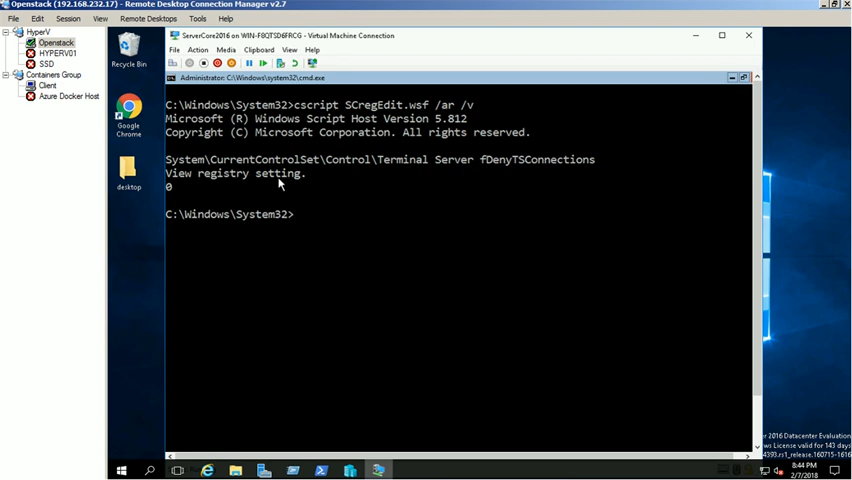 Openstack (192.168.232.17) - Remote Desktop Connection Manager v2.7
File Edit Session View Remote Desktops Tools Help
HyperV
Openstack
HYPERV01
SSD
Containers Group
Client
Azure Docker Host
Recycle Bin
Google
Chrome
desktop
ServerCore2016 on WIN-F8QTSD6FRCG - Virtual Machine Connection
File Action Media Clipboard View Help
Administrator: C:\Windows\system32\cmd.exe
C:\Windows\System32>cscript SCregEdit.wsf /ar /v
Microsoft (R) Windows Script Host Version 5.812
Copyright (C) Microsoft Corporation. All rights reserved.
System\CurrentControlSet\Control\Terminal Server fDenyTSConnections
View registry setting.
0
C:\Windows\System32>
r 2016 Datacenter Evaluation
ws License valid for 143 days
4393.rs1_release.160715-1616
8:44 PM
2/7/2018